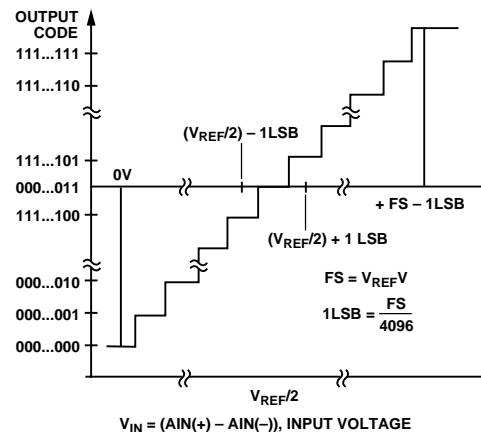 OUTPUT
CODE
111...111
111...110
(VREF/2) – 1LSB
111...101
0V
000...011
111...100
+ FS – 1LSB
(VREF/2) + 1 LSB
000...010
FS = VREFV
000...001
1LSB = FS
4096
000...000
VREF/2
VIN = (AIN(+) – AIN(–)), INPUT VOLTAGE